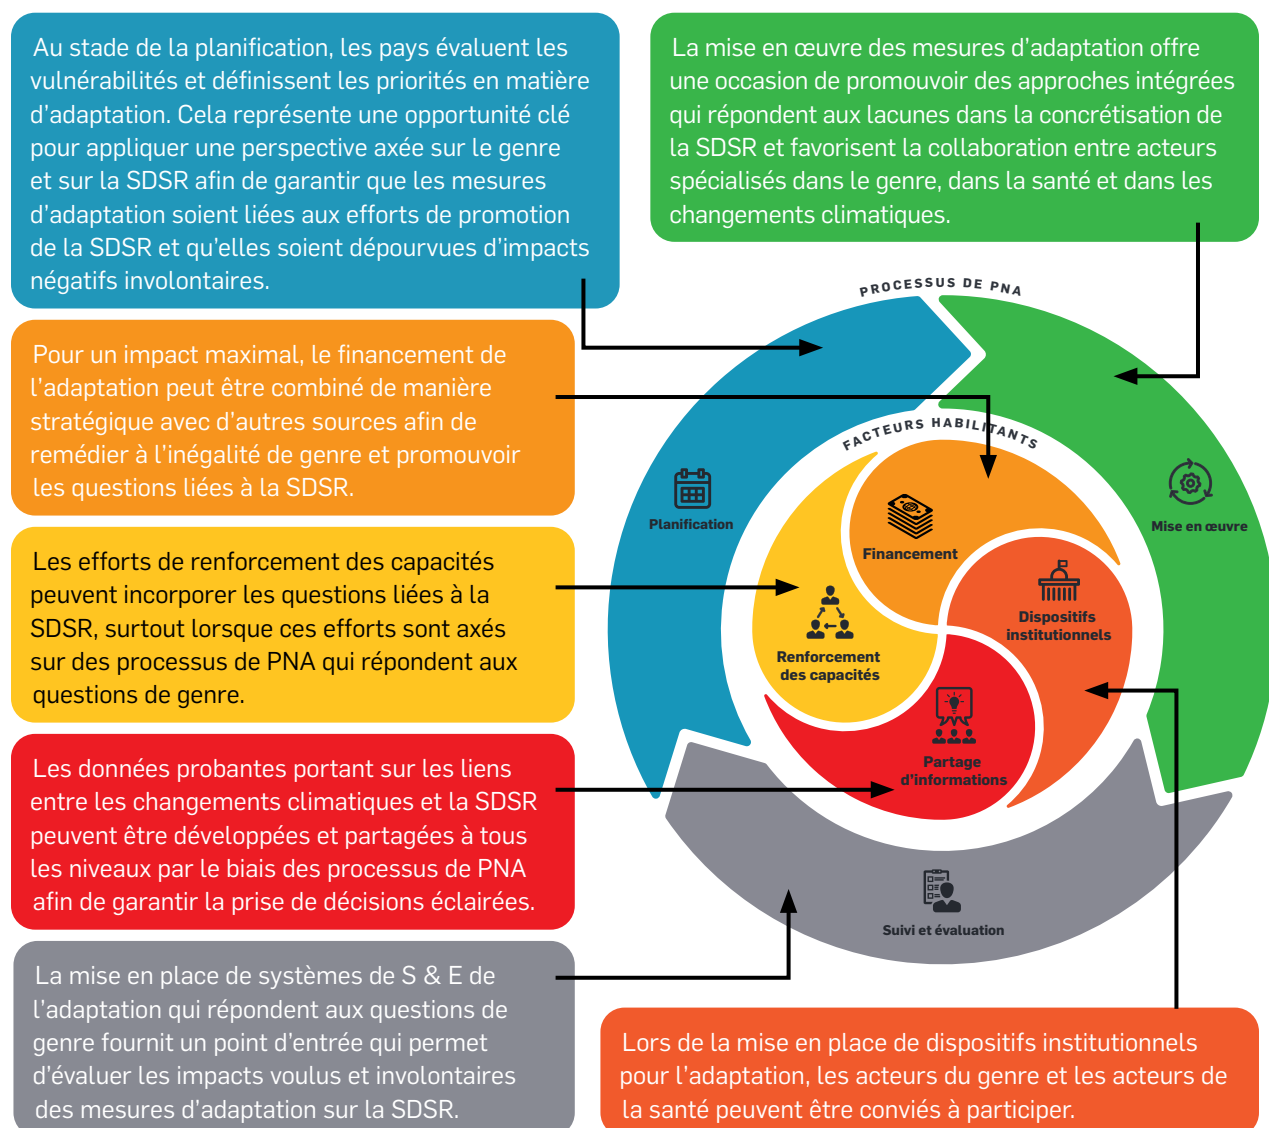 Au stade de la planification, les pays évaluent les
vulnérabilités et définissent les priorités en matière
d’adaptation. Cela représente une opportunité clé
pour appliquer une perspective axée sur le genre
et sur la SDSR afin de garantir que les mesures
d’adaptation soient liées aux efforts de promotion
de la SDSR et qu’elles soient dépourvues d’impacts
négatifs involontaires.
La mise en œuvre des mesures d’adaptation offre
une occasion de promouvoir des approches intégrées
qui répondent aux lacunes dans la concrétisation de
la SDSR et favorisent la collaboration entre acteurs
spécialisés dans le genre, dans la santé et dans les
changements climatiques.
Pour un impact maximal, le financement de
l’adaptation peut être combiné de manière
stratégique avec d’autres sources afin de
remédier à l’inégalité de genre et promouvoir
les questions liées à la SDSR.
Les efforts de renforcement des capacités
peuvent incorporer les questions liées à la
SDSR, surtout lorsque ces efforts sont axés
sur des processus de PNA qui répondent aux
questions de genre.
Les données probantes portant sur les liens
entre les changements climatiques et la SDSR
peuvent être développées et partagées à tous
les niveaux par le biais des processus de PNA
afin de garantir la prise de décisions éclairées.
La mise en place de systèmes de S & E de
l’adaptation qui répondent aux questions de
genre fournit un point d’entrée qui permet
d’évaluer les impacts voulus et involontaires
des mesures d’adaptation sur la SDSR.
PROCESSUS DE PNA
FACTEURS HABILITANTS
Planification
Mise en œuvre
Financement
Dispositifs
institutionnels
Renforcement
des capacités
Partage
d’informations
Suivi et évaluation
Lors de la mise en place de dispositifs institutionnels
pour l’adaptation, les acteurs du genre et les acteurs de
la santé peuvent être conviés à participer.